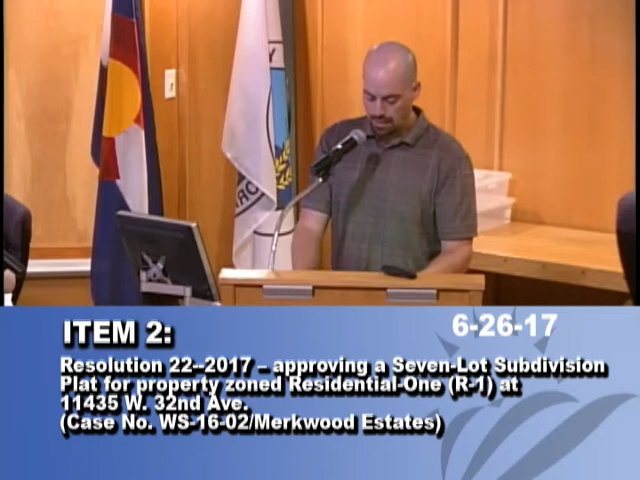 ITEM 2:
6-26-17
Resolution 22--2017 – approving a Seven-Lot Subdivision
Plat for property zoned Residential-One (R-1) at
11435 W. 32nd Ave.
(Case No. WS-16-02/Merkwood Estates)